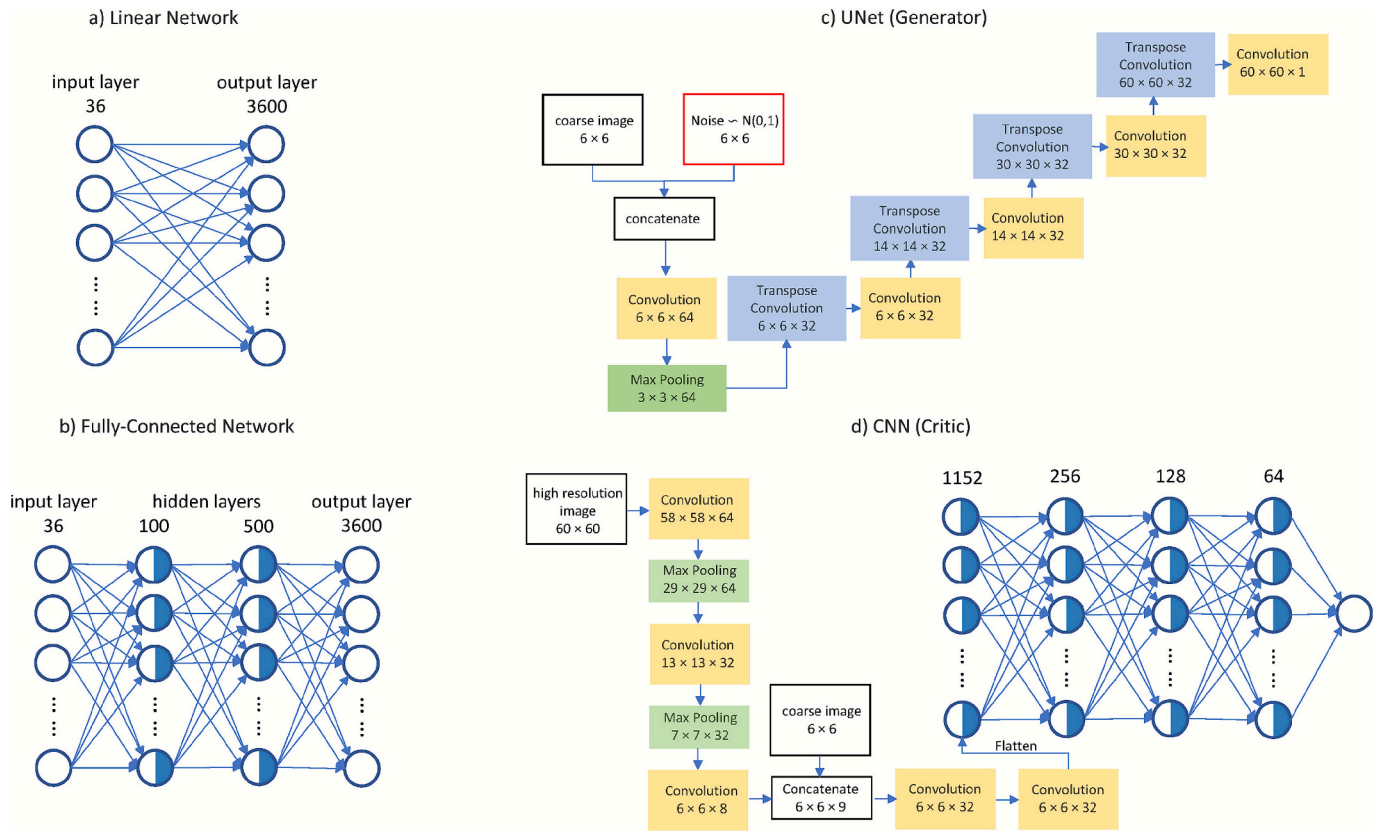 a) Linear Network
input layer
36
output layer
3600
b) Fully-Connected Network
input layer
36
hidden layers
100
500
output layer
3600
c) UNet (Generator)
coarse image
6 × 6
Noise ∽ N(0,1)
6 × 6
concatenate
Convolution
6 × 6 × 64
Max Pooling
3 × 3 × 64
Transpose
Convolution
6 × 6 × 32
Convolution
6 × 6 × 32
Transpose
Convolution
14 × 14 × 32
Convolution
14 × 14 × 32
Transpose
Convolution
30 × 30 × 32
Convolution
30 × 30 × 32
Transpose
Convolution
60 × 60 × 32
Convolution
60 × 60 × 1
d) CNN (Critic)
high resolution
image
60 × 60
Convolution
58 × 58 × 64
Max Pooling
29 × 29 × 64
Convolution
13 × 13 × 32
Max Pooling
7 × 7 × 32
Convolution
6 × 6 × 8
coarse image
6 × 6
Concatenate
6 × 6 × 9
Convolution
6 × 6 × 32
Convolution
6 × 6 × 32
Flatten
1152
256
128
64